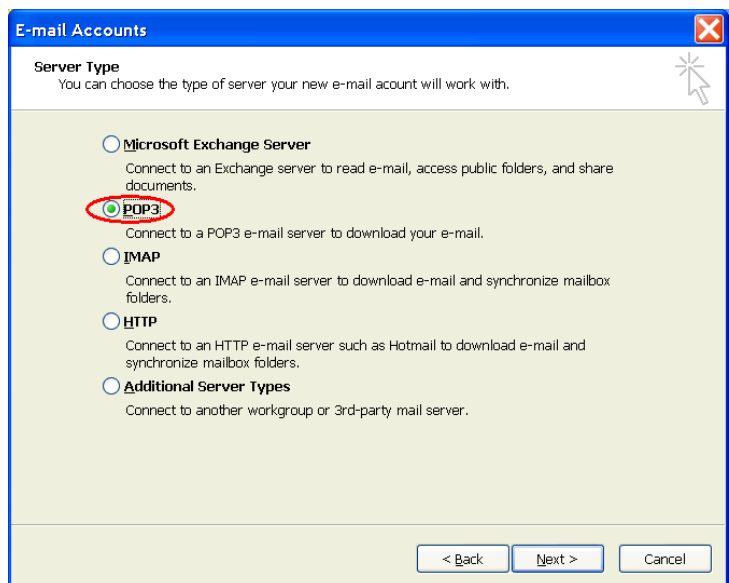 E-mail Accounts
Server Type
You can choose the type of server your new e-mail acount will work with.
Microsoft Exchange Server
Connect to an Exchange server to read e-mail, access public folders, and share
documents.
POP3
Connect to a POP3 e-mail server to download your e-mail.
IMAP
Connect to an IMAP e-mail server to download e-mail and synchronize mailbox
folders.
HTTP
Connect to an HTTP e-mail server such as Hotmail to download e-mail and
synchronize mailbox folders.
Additional Server Types
Connect to another workgroup or 3rd-party mail server.
< Back Next > Cancel